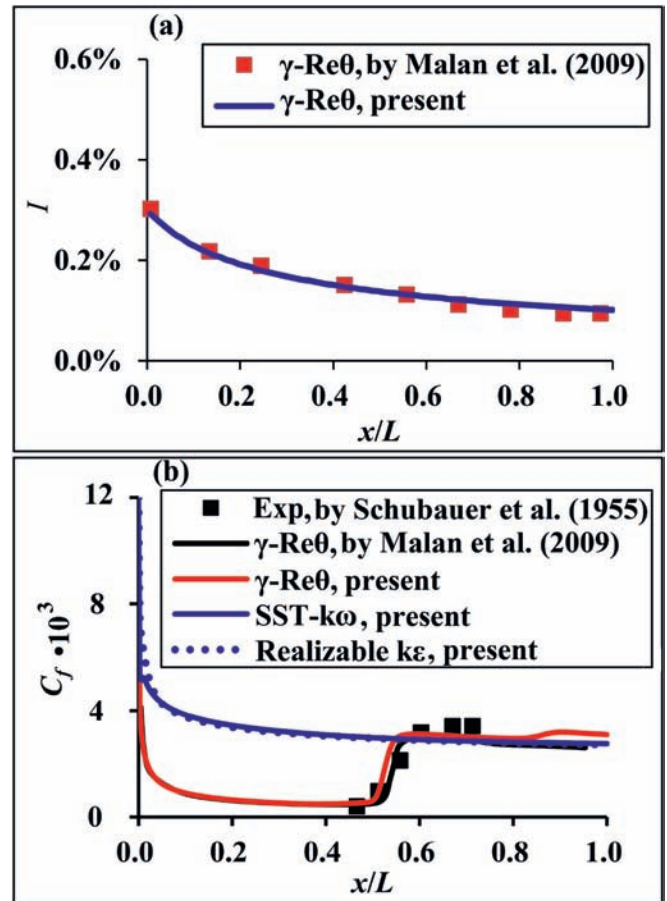 (a)
0.6%
γ-Reθ, by Malan et al. (2009)
γ-Reθ, present
0.4%
I
0.2%
0.0%
0.0 0.2 0.4 0.6 0.8 1.0
x/L
(b)
12
Exp, by Schubauer et al. (1955)
γ-Reθ, by Malan et al. (2009)
γ-Reθ, present
8
SST-kω, present
Realizable kε, present
C_f •10³
4
0
0.0 0.2 0.4 0.6 0.8 1.0
x/L